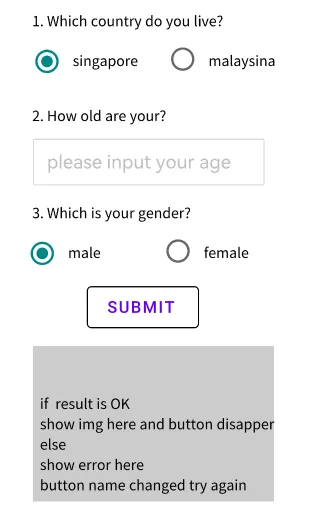 1. Which country do you live?
singapore malaysina
2. How old are your?
please input your age
3. Which is your gender?
male female
SUBMIT
if result is OK
show img here and button disapper
else
show error here
button name changed try again